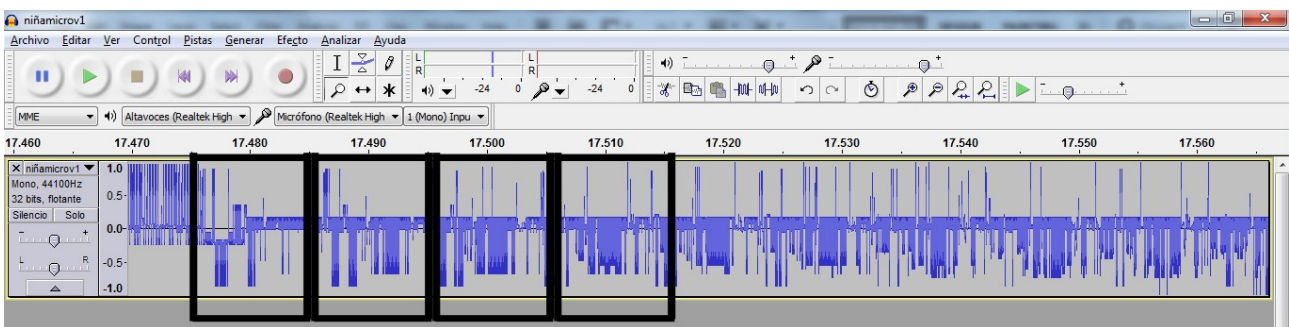 niñamicrov1
Archivo Editar Ver Control Pistas Generar Efecto Analizar Ayuda
L
R
L
R
-24 0 -24 0
MME Altavoces (Realtek High Micrófono (Realtek High 1 (Mono) Inpu
17.460 17.470 17.480 17.490 17.500 17.510 17.520 17.530 17.540 17.550 17.560
X niñamicrov1 1.0
Mono, 44100Hz
32 bits, flotante 0.5
Silencio Solo
- + 0.0
L R -0.5
-1.0